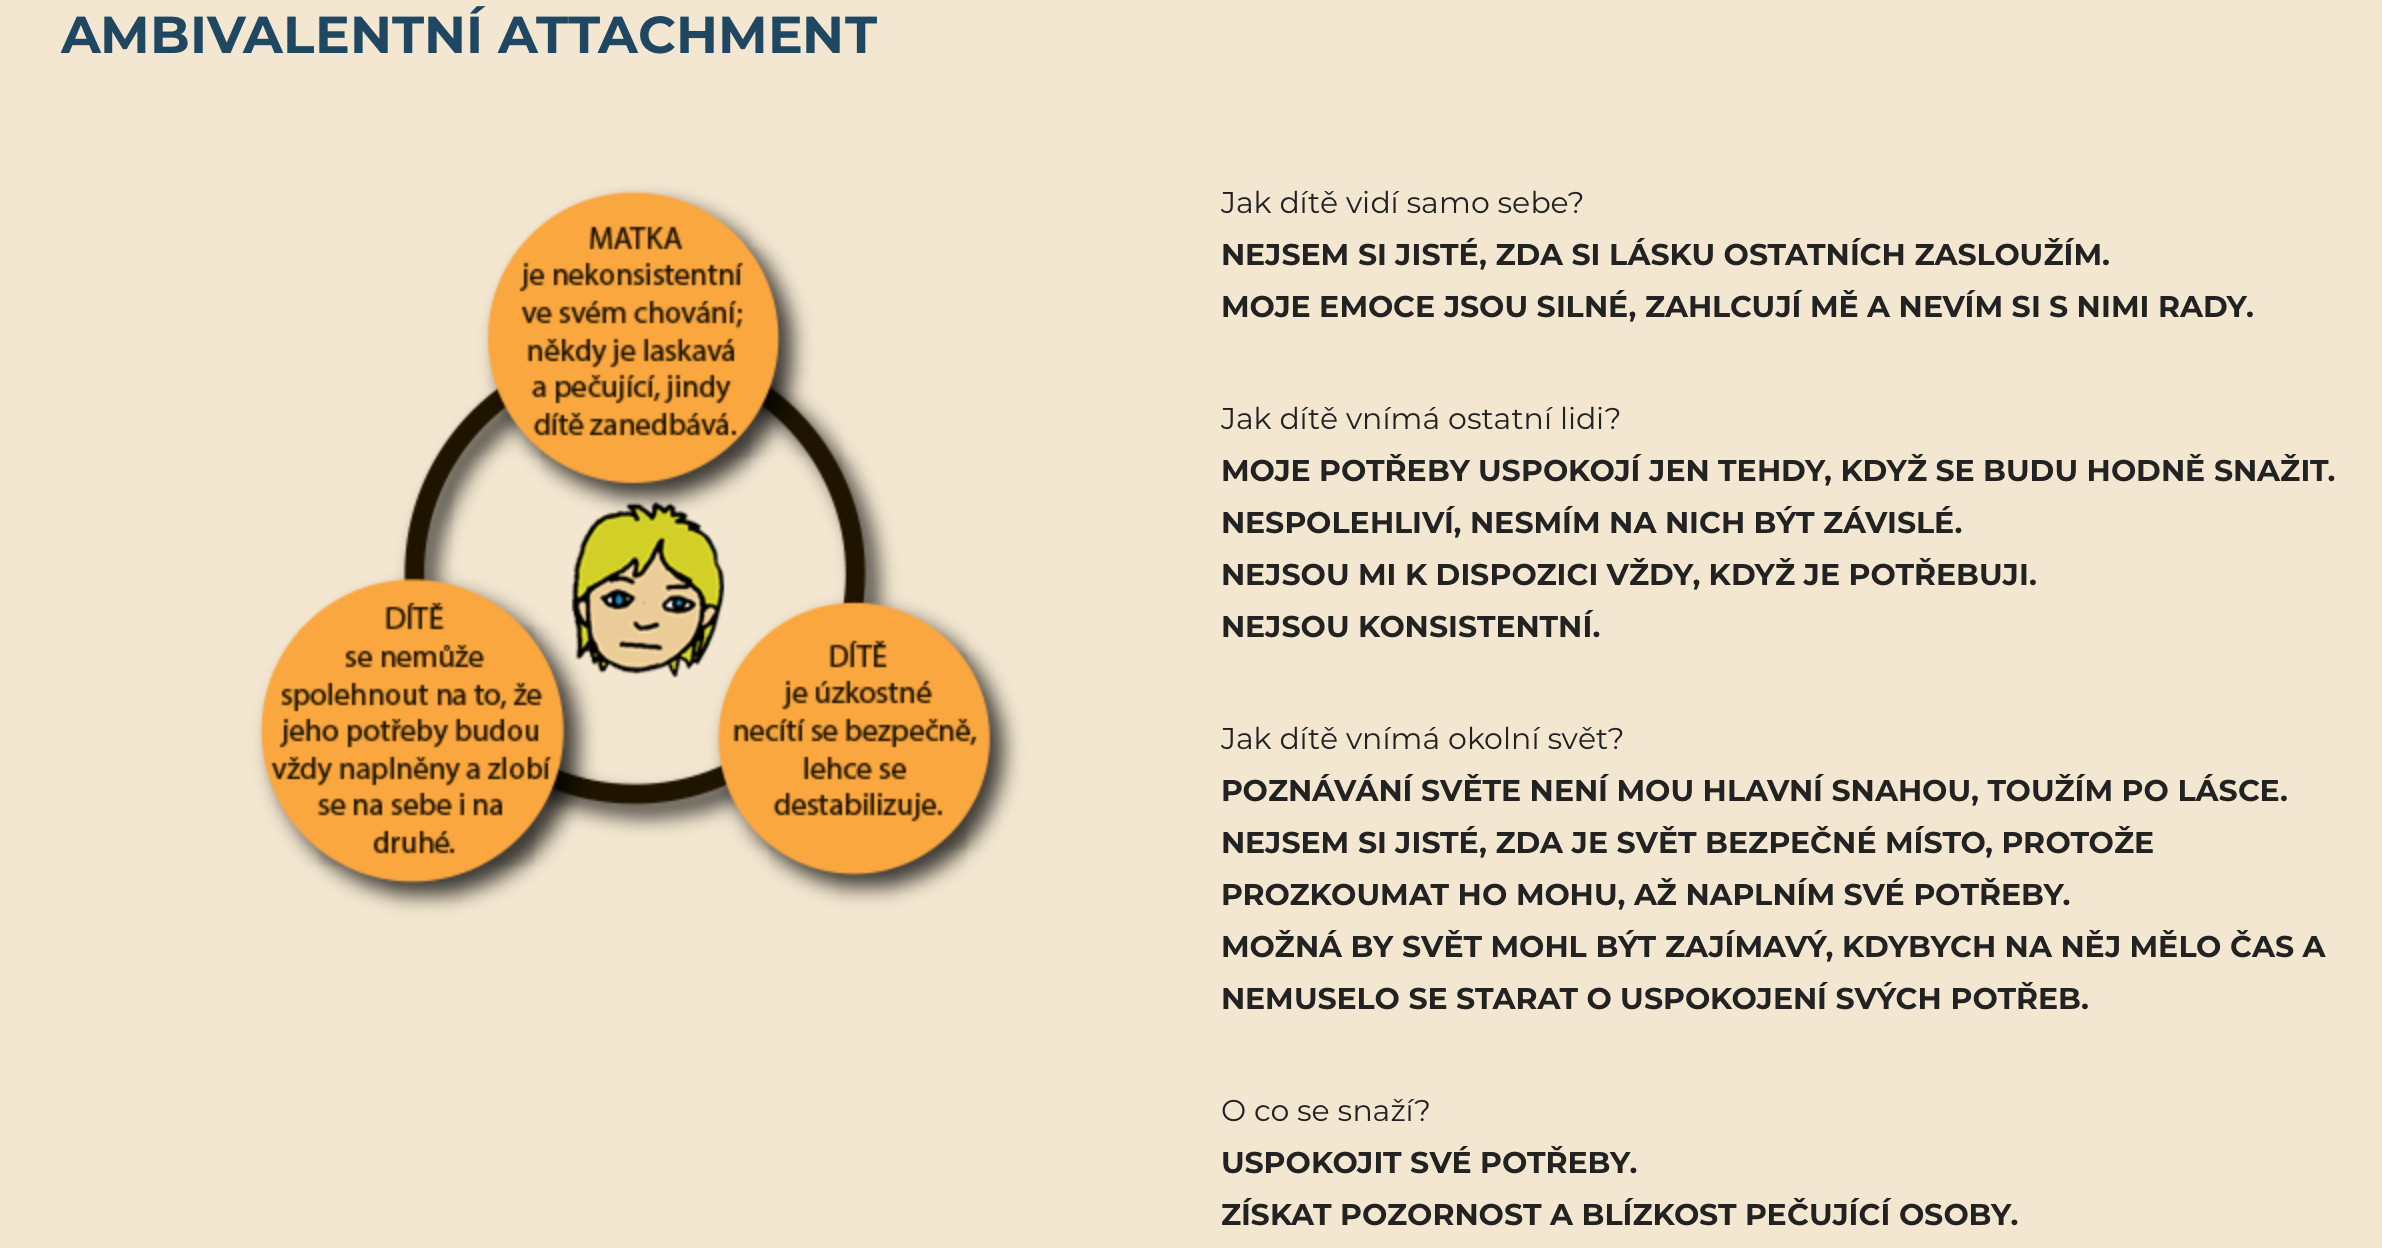 AMBIVALENTNÍ ATTACHMENT
MATKA
je nekonsistentní
ve svém chování;
někdy je laskavá
a pečující, jindy
dítě zanedbává.
DÍTĚ
se nemůže
spolehnout na to, že
jeho potřeby budou
vždy naplněny a zlobí
se na sebe i na
druhé.
DÍTĚ
je úzkostné
necítí se bezpečně,
lehce se
destabilizuje.
Jak dítě vidí samo sebe?
NEJSEM SI JISTÉ, ZDA SI LÁSKU OSTATNÍCH ZASLOUŽÍM.
MOJE EMOCE JSOU SILNÉ, ZAHLCUJÍ MĚ A NEVÍM SI S NIMI RADY.
Jak dítě vnímá ostatní lidi?
MOJE POTŘEBY USPOKOJÍ JEN TEHDY, KDYŽ SE BUDU HODNĚ SNAŽIT.
NESPOLEHLIVÍ, NESMÍM NA NICH BÝT ZÁVISLÉ.
NEJSOU MI K DISPOZICI VŽDY, KDYŽ JE POTŘEBUJI.
NEJSOU KONSISTENTNÍ.
Jak dítě vnímá okolní svět?
POZNÁVÁNÍ SVĚTE NENÍ MOU HLAVNÍ SNAHOU, TOUŽÍM PO LÁSCE.
NEJSEM SI JISTÉ, ZDA JE SVĚT BEZPEČNÉ MÍSTO, PROTOŽE
PROZKOUMAT HO MOHU, AŽ NAPLNÍM SVÉ POTŘEBY.
MOŽNÁ BY SVĚT MOHL BÝT ZAJÍMAVÝ, KDYBYCH NA NĚJ MĚLO ČAS A
NEMUSELO SE STARAT O USPOKOJENÍ SVÝCH POTŘEB.
O co se snaží?
USPOKOJIT SVÉ POTŘEBY.
ZÍSKAT POZORNOST A BLÍZKOST PEČUJÍCÍ OSOBY.